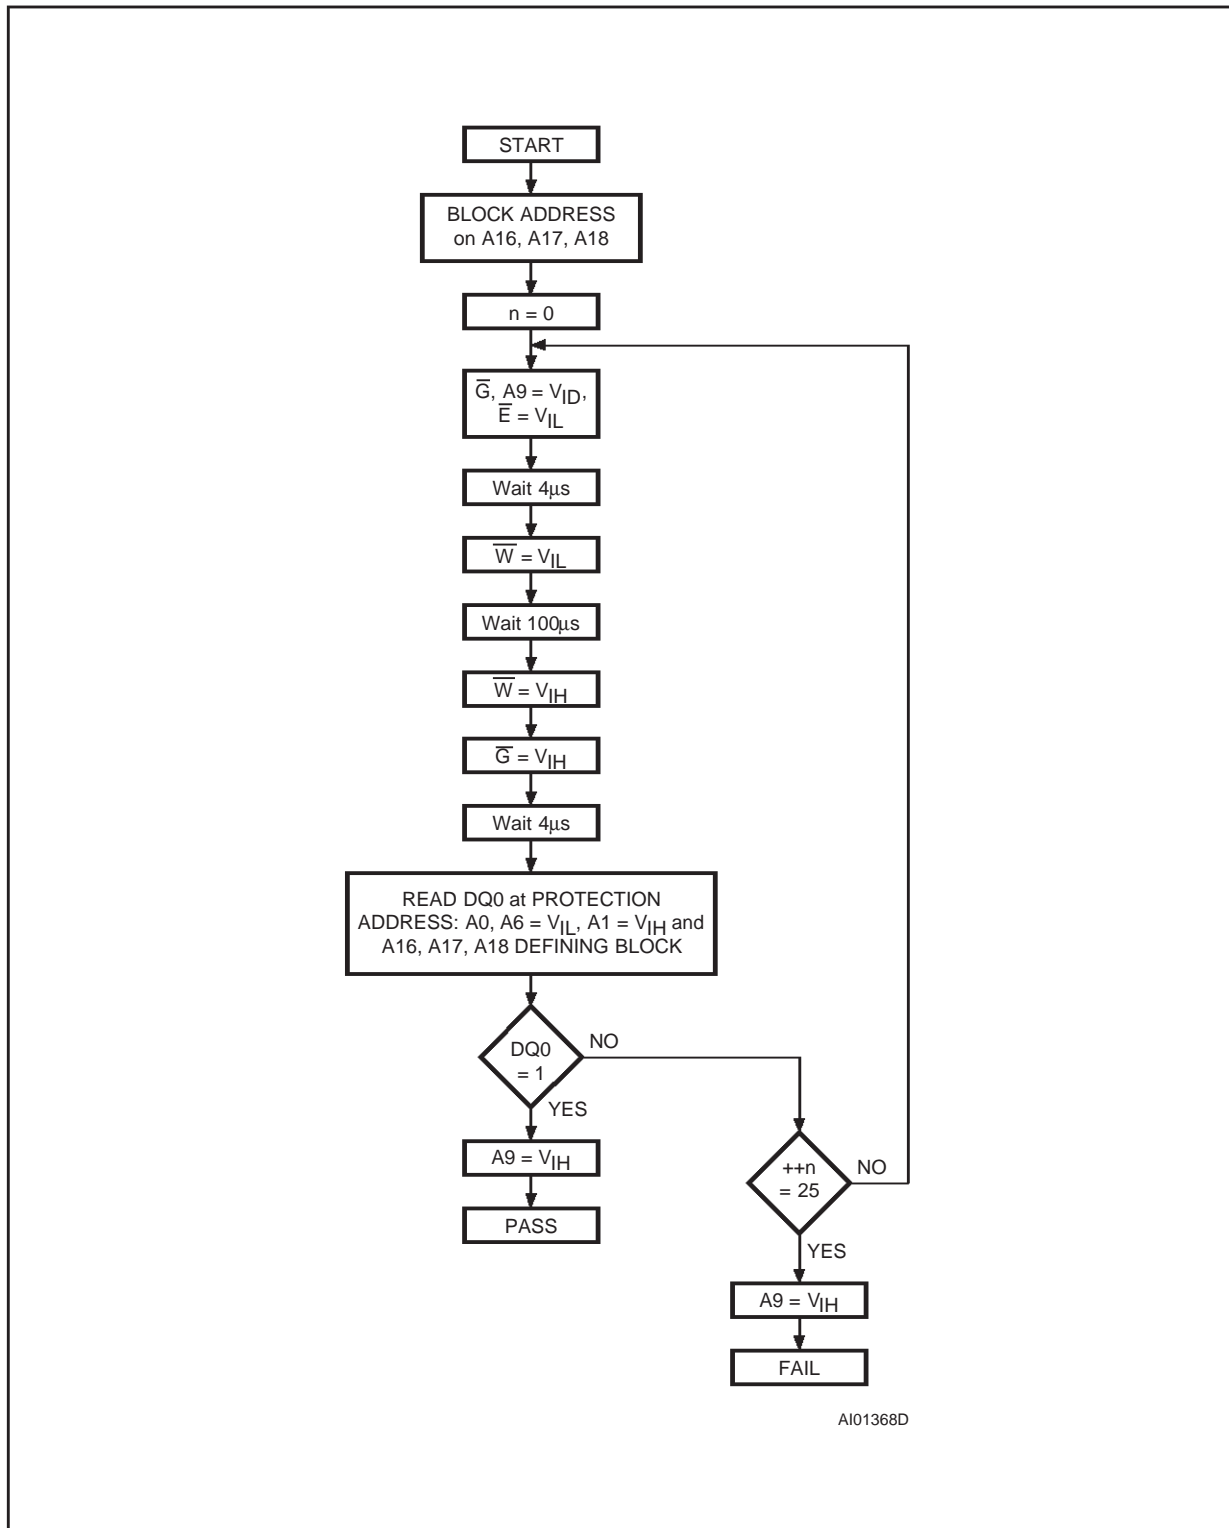 START
BLOCK ADDRESS
on A16, A17, A18
n = 0
G̅, A9 = VID,
E̅ = VIL
Wait 4µs
W̅ = VIL
Wait 100µs
W̅ = VIH
G̅ = VIH
Wait 4µs
READ DQ0 at PROTECTION
ADDRESS: A0, A6 = VIL, A1 = VIH and
A16, A17, A18 DEFINING BLOCK
DQ0
= 1
NO
YES
A9 = VIH
PASS
++n
= 25
NO
YES
A9 = VIH
FAIL
AI01368D